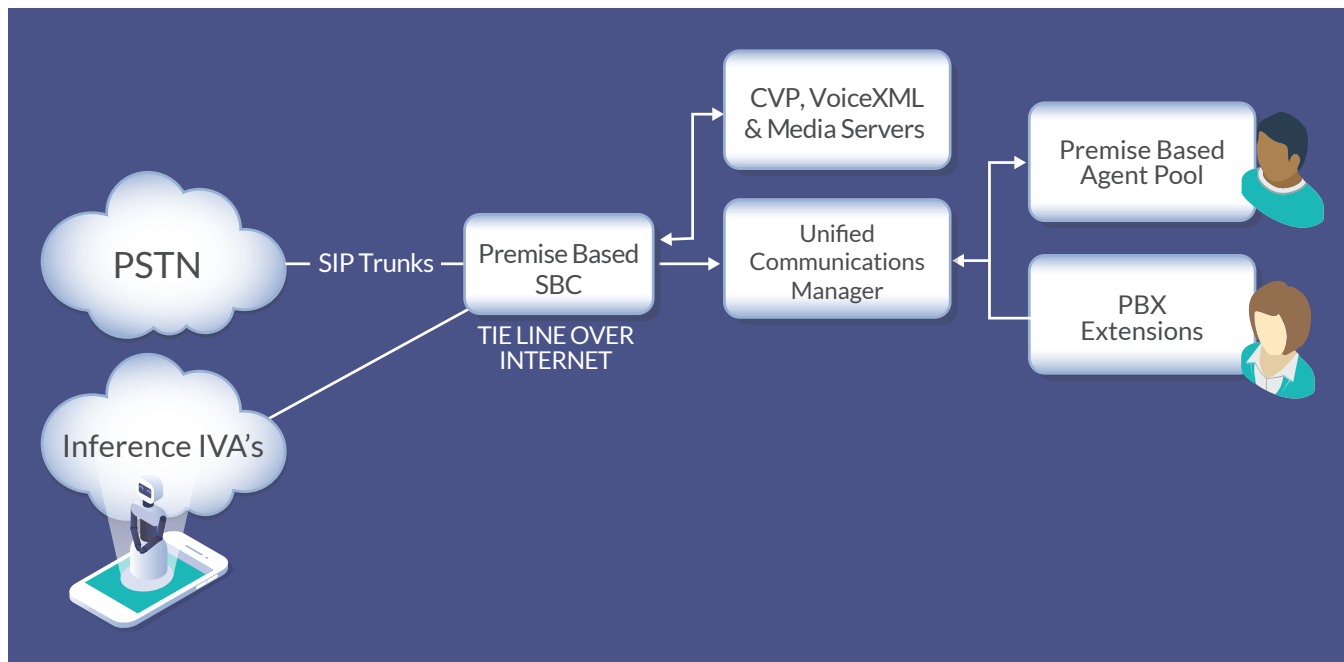 PSTN
SIP Trunks
Premise Based
SBC
TIE LINE OVER
INTERNET
Inference IVA's
CVP, VoiceXML
& Media Servers
Unified
Communications
Manager
Premise Based
Agent Pool
PBX
Extensions